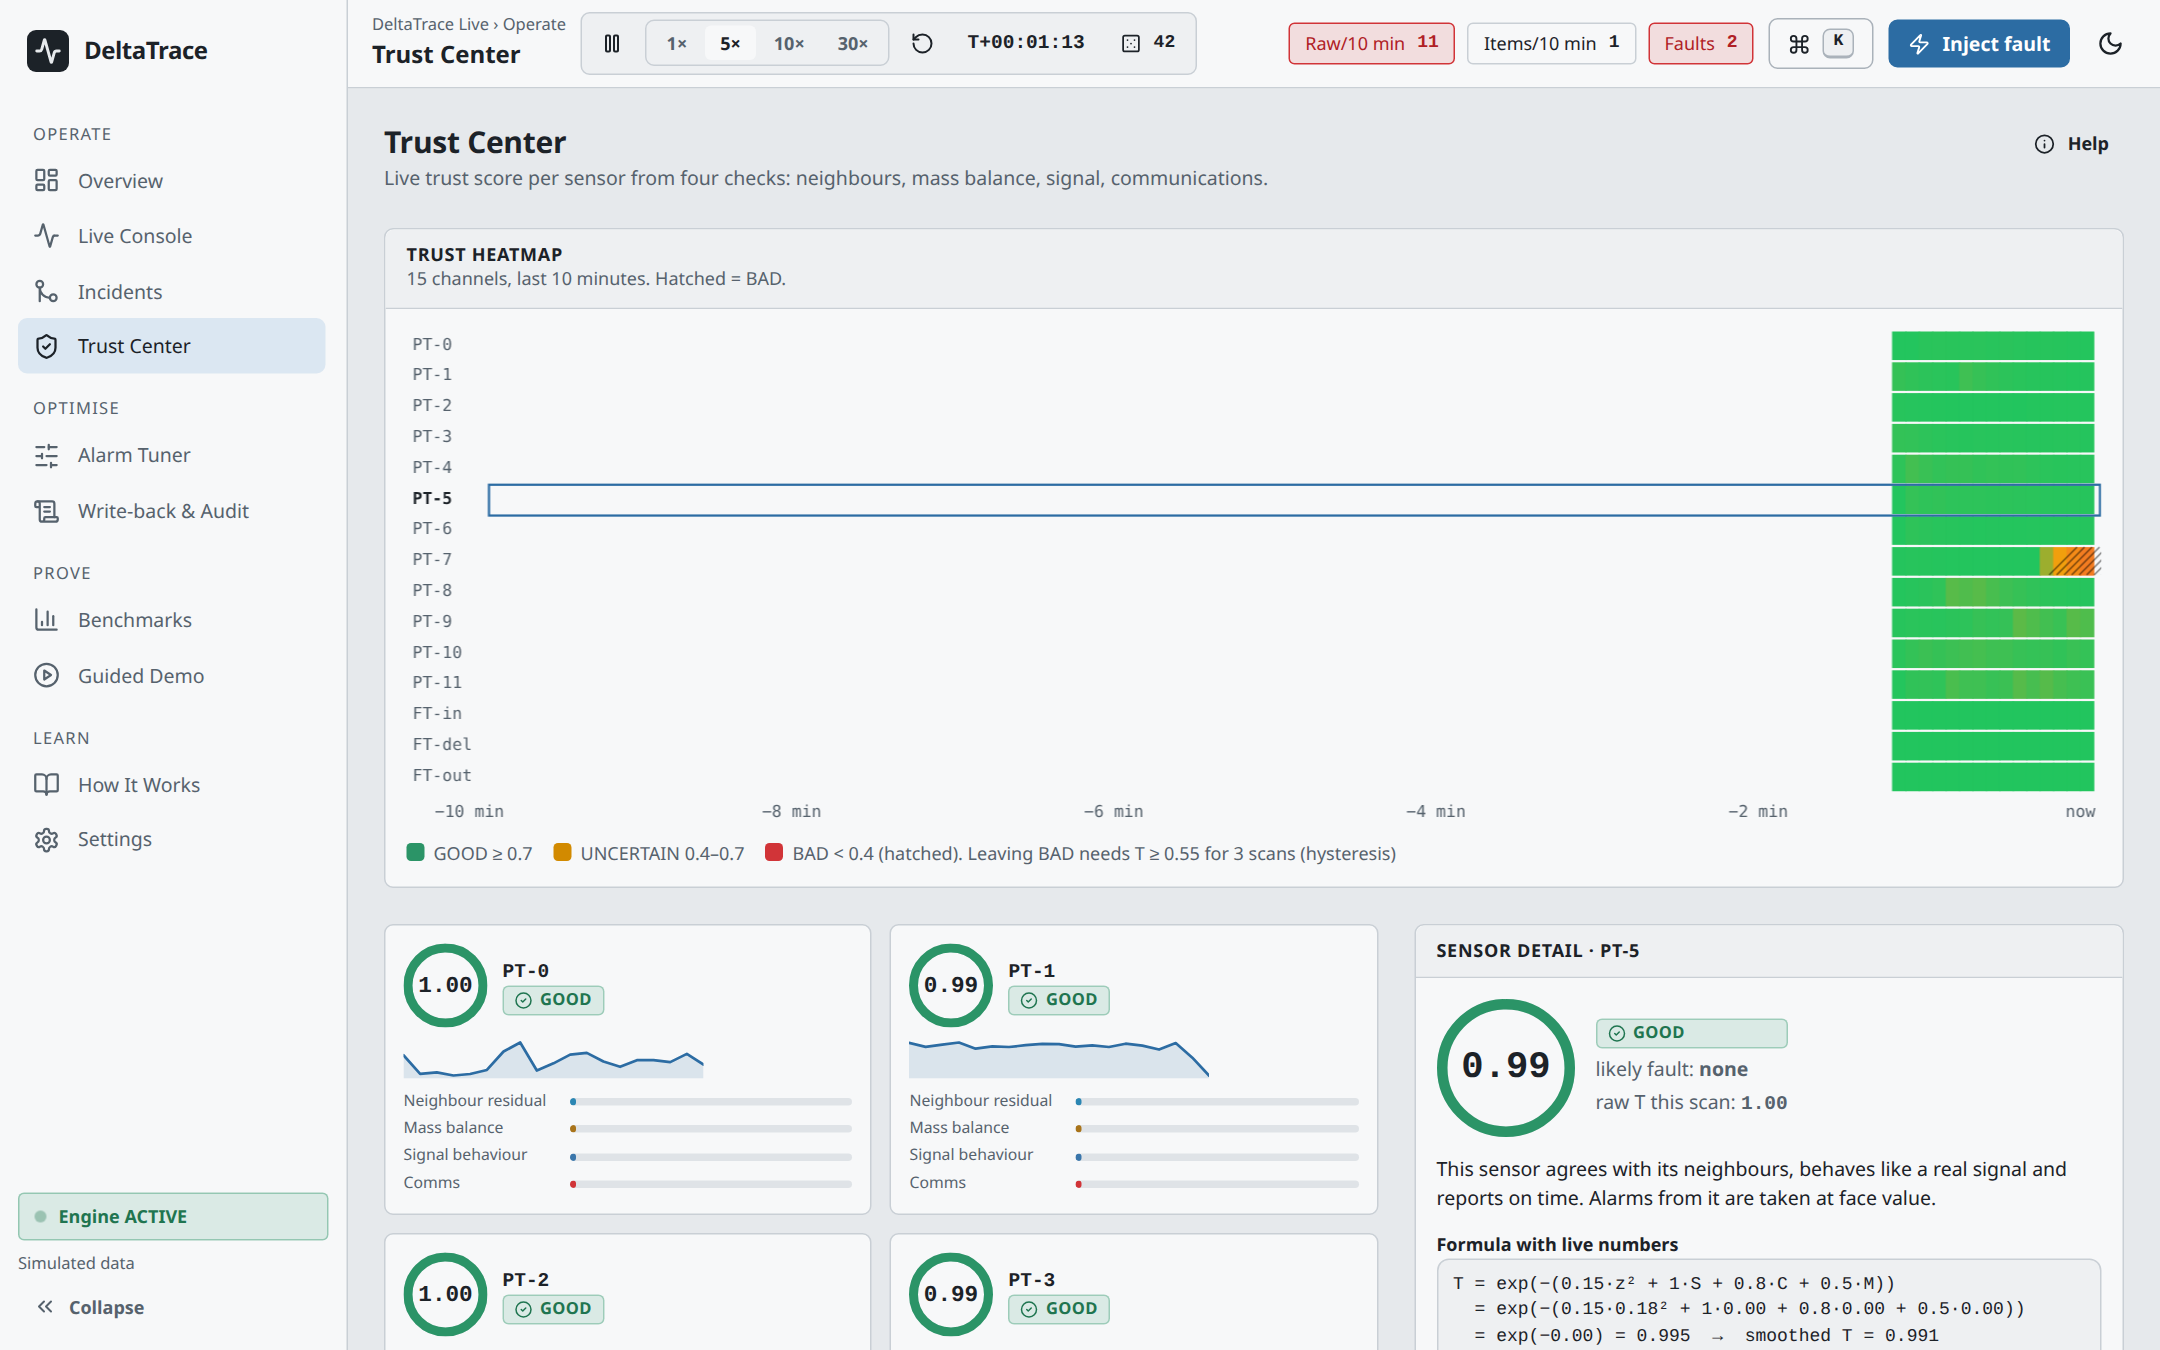 DeltaTrace
OPERATE
Overview
Live Console
Incidents
Trust Center
OPTIMISE
Alarm Tuner
Write-back & Audit
PROVE
Benchmarks
Guided Demo
LEARN
How It Works
Settings
Engine ACTIVE
Simulated data
Collapse
DeltaTrace Live › Operate
Trust Center
1× 5× 10× 30× T+00:01:13 42
Raw/10 min 11 Items/10 min 1 Faults 2 ⌘ K Inject fault
Trust Center
Live trust score per sensor from four checks: neighbours, mass balance, signal, communications.
Help
TRUST HEATMAP
15 channels, last 10 minutes. Hatched = BAD.
PT-0
PT-1
PT-2
PT-3
PT-4
PT-5
PT-6
PT-7
PT-8
PT-9
PT-10
PT-11
FT-in
FT-del
FT-out
−10 min −8 min −6 min −4 min −2 min now
GOOD ≥ 0.7 UNCERTAIN 0.4–0.7 BAD < 0.4 (hatched). Leaving BAD needs T ≥ 0.55 for 3 scans (hysteresis)
1.00 PT-0
GOOD
Neighbour residual
Mass balance
Signal behaviour
Comms
0.99 PT-1
GOOD
Neighbour residual
Mass balance
Signal behaviour
Comms
1.00 PT-2
GOOD
0.99 PT-3
GOOD
SENSOR DETAIL · PT-5
0.99
GOOD
likely fault: none
raw T this scan: 1.00
This sensor agrees with its neighbours, behaves like a real signal and
reports on time. Alarms from it are taken at face value.
Formula with live numbers
T = exp(−(0.15·z² + 1·S + 0.8·C + 0.5·M))
= exp(−(0.15·0.18² + 1·0.00 + 0.8·0.00 + 0.5·0.00))
= exp(−0.00) = 0.995 → smoothed T = 0.991